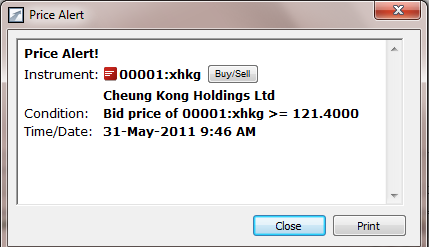 Price Alert
Price Alert!
Instrument: 00001:xhkg Buy/Sell
Cheung Kong Holdings Ltd
Condition: Bid price of 00001:xhkg >= 121.4000
Time/Date: 31-May-2011 9:46 AM
Close Print